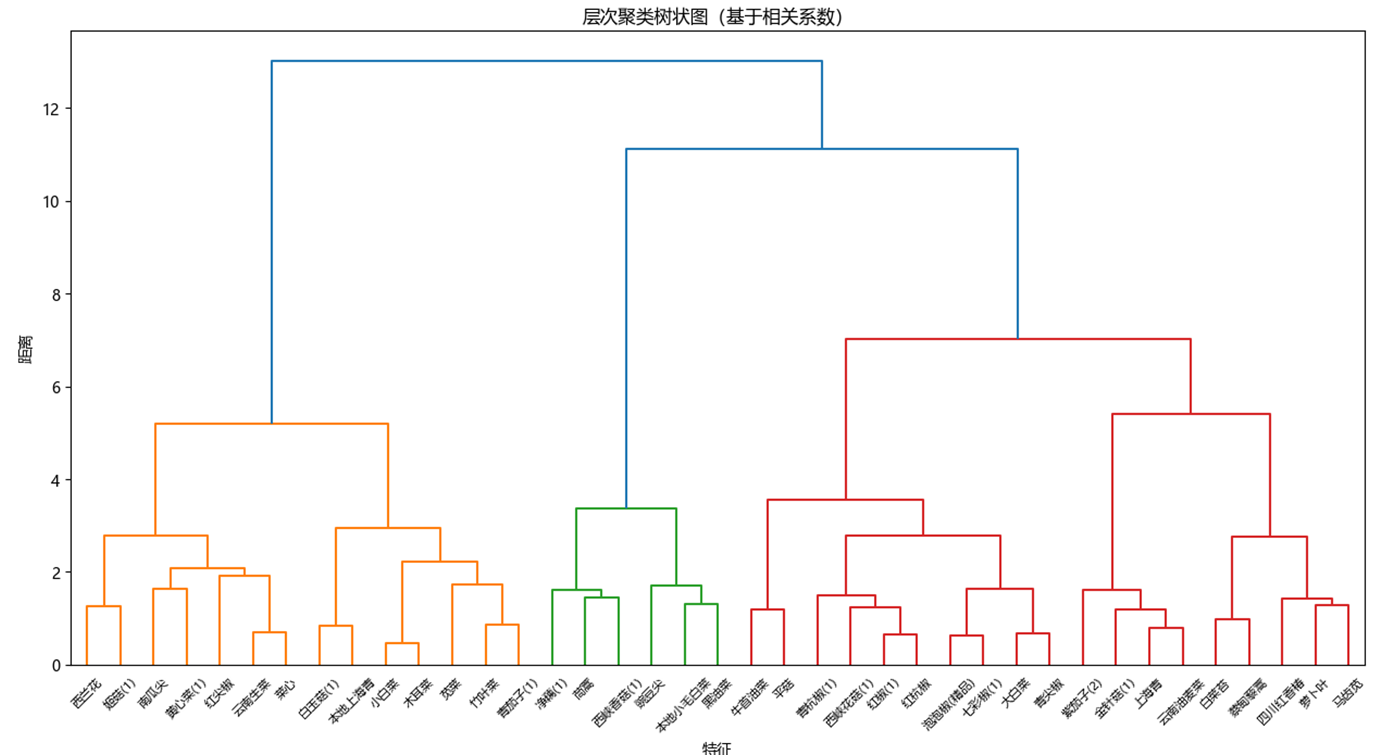 层次聚类树状图（基于相关系数）
12
10
8
6
4
2
0
距离
西兰花
姬菇(1)
南瓜尖
黄心菜(1)
红尖椒
云南生菜
菜心
白玉菇(1)
本地上海青
小白菜
木耳菜
苋菜
竹叶菜
青茄子(1)
净藕(1)
茼蒿
西峡香菇(1)
豌豆尖
本地小毛白菜
黑油菜
牛首油菜
平菇
青杭椒(1)
西峡花菇(1)
红椒(1)
红杭椒
泡泡椒(精品)
七彩椒(1)
大白菜
青尖椒
紫茄子(2)
金针菇(1)
上海青
云南油麦菜
白菜苔
蔡甸藜蒿
四川红香椿
萝卜叶
马齿苋
特征